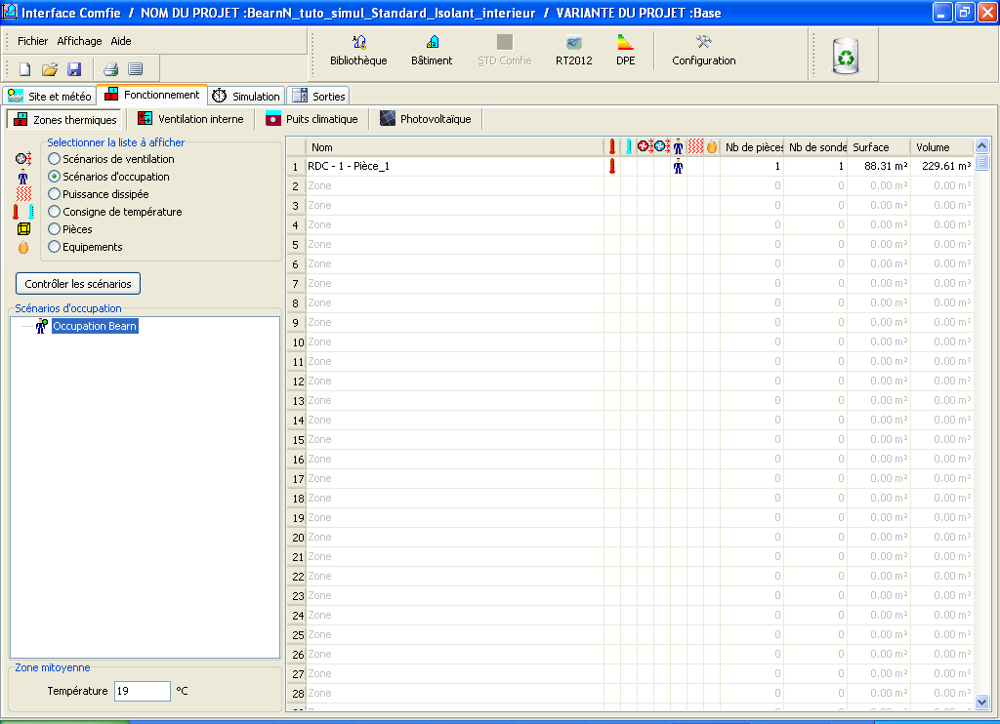 Interface Comfie / NOM DU PROJET :BearnN_tuto_simul_Standard_Isolant_interieur / VARIANTE DU PROJET :Base
Fichier Affichage Aide
Bibliothèque Bâtiment STD Comfie RT2012 DPE Configuration
Site et météo Fonctionnement Simulation Sorties
Zones thermiques Ventilation interne Puits climatique Photovoltaïque
Selectionner la liste à afficher
Scénarios de ventilation
Scénarios d'occupation
Puissance dissipée
Consigne de température
Pièces
Equipements
Contrôler les scénarios
Scénarios d'occupation
Occupation Bearn
Zone mitoyenne
Température 19 °C
Nom Nb de pièces Nb de sonde Surface Volume
1 RDC - 1 - Pièce_1 1 1 88.31 m² 229.61 m³
2 Zone 0 0 0.00 m² 0.00 m³
3 Zone 0 0 0.00 m² 0.00 m³
4 Zone 0 0 0.00 m² 0.00 m³
5 Zone 0 0 0.00 m² 0.00 m³
6 Zone 0 0 0.00 m² 0.00 m³
7 Zone 0 0 0.00 m² 0.00 m³
8 Zone 0 0 0.00 m² 0.00 m³
9 Zone 0 0 0.00 m² 0.00 m³
10 Zone 0 0 0.00 m² 0.00 m³
11 Zone 0 0 0.00 m² 0.00 m³
12 Zone 0 0 0.00 m² 0.00 m³
13 Zone 0 0 0.00 m² 0.00 m³
14 Zone 0 0 0.00 m² 0.00 m³
15 Zone 0 0 0.00 m² 0.00 m³
16 Zone 0 0 0.00 m² 0.00 m³
17 Zone 0 0 0.00 m² 0.00 m³
18 Zone 0 0 0.00 m² 0.00 m³
19 Zone 0 0 0.00 m² 0.00 m³
20 Zone 0 0 0.00 m² 0.00 m³
21 Zone 0 0 0.00 m² 0.00 m³
22 Zone 0 0 0.00 m² 0.00 m³
23 Zone 0 0 0.00 m² 0.00 m³
24 Zone 0 0 0.00 m² 0.00 m³
25 Zone 0 0 0.00 m² 0.00 m³
26 Zone 0 0 0.00 m² 0.00 m³
27 Zone 0 0 0.00 m² 0.00 m³
28 Zone 0 0 0.00 m² 0.00 m³